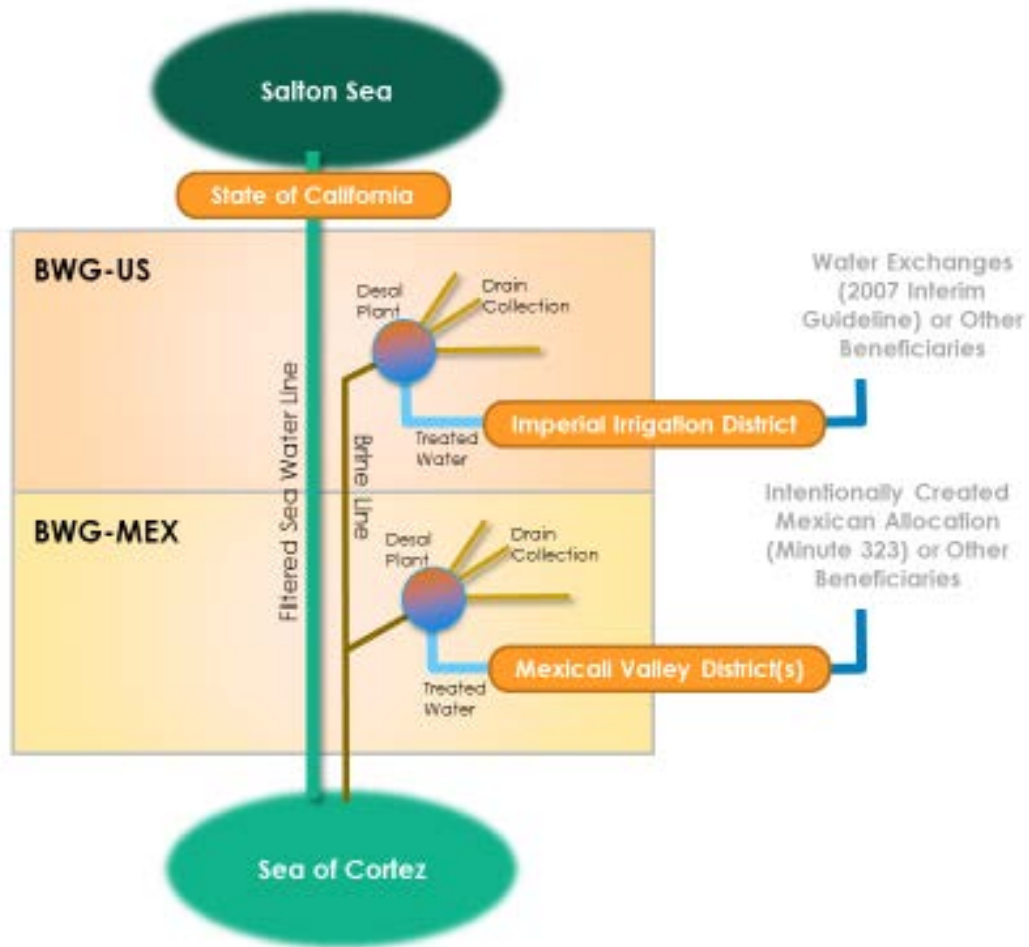 Salton Sea
State of California
BWG-US
Desal
Plant
Drain
Collection
Water Exchanges
(2007 Interim
Guideline) or Other
Beneficiaries
Filtered Sea Water Line
Brine Line
Imperial Irrigation District
Treated
Water
BWG-MEX
Desal
Plant
Drain
Collection
Intentionally Created
Mexican Allocation
(Minute 323) or Other
Beneficiaries
Mexicali Valley District(s)
Treated
Water
Sea of Cortez